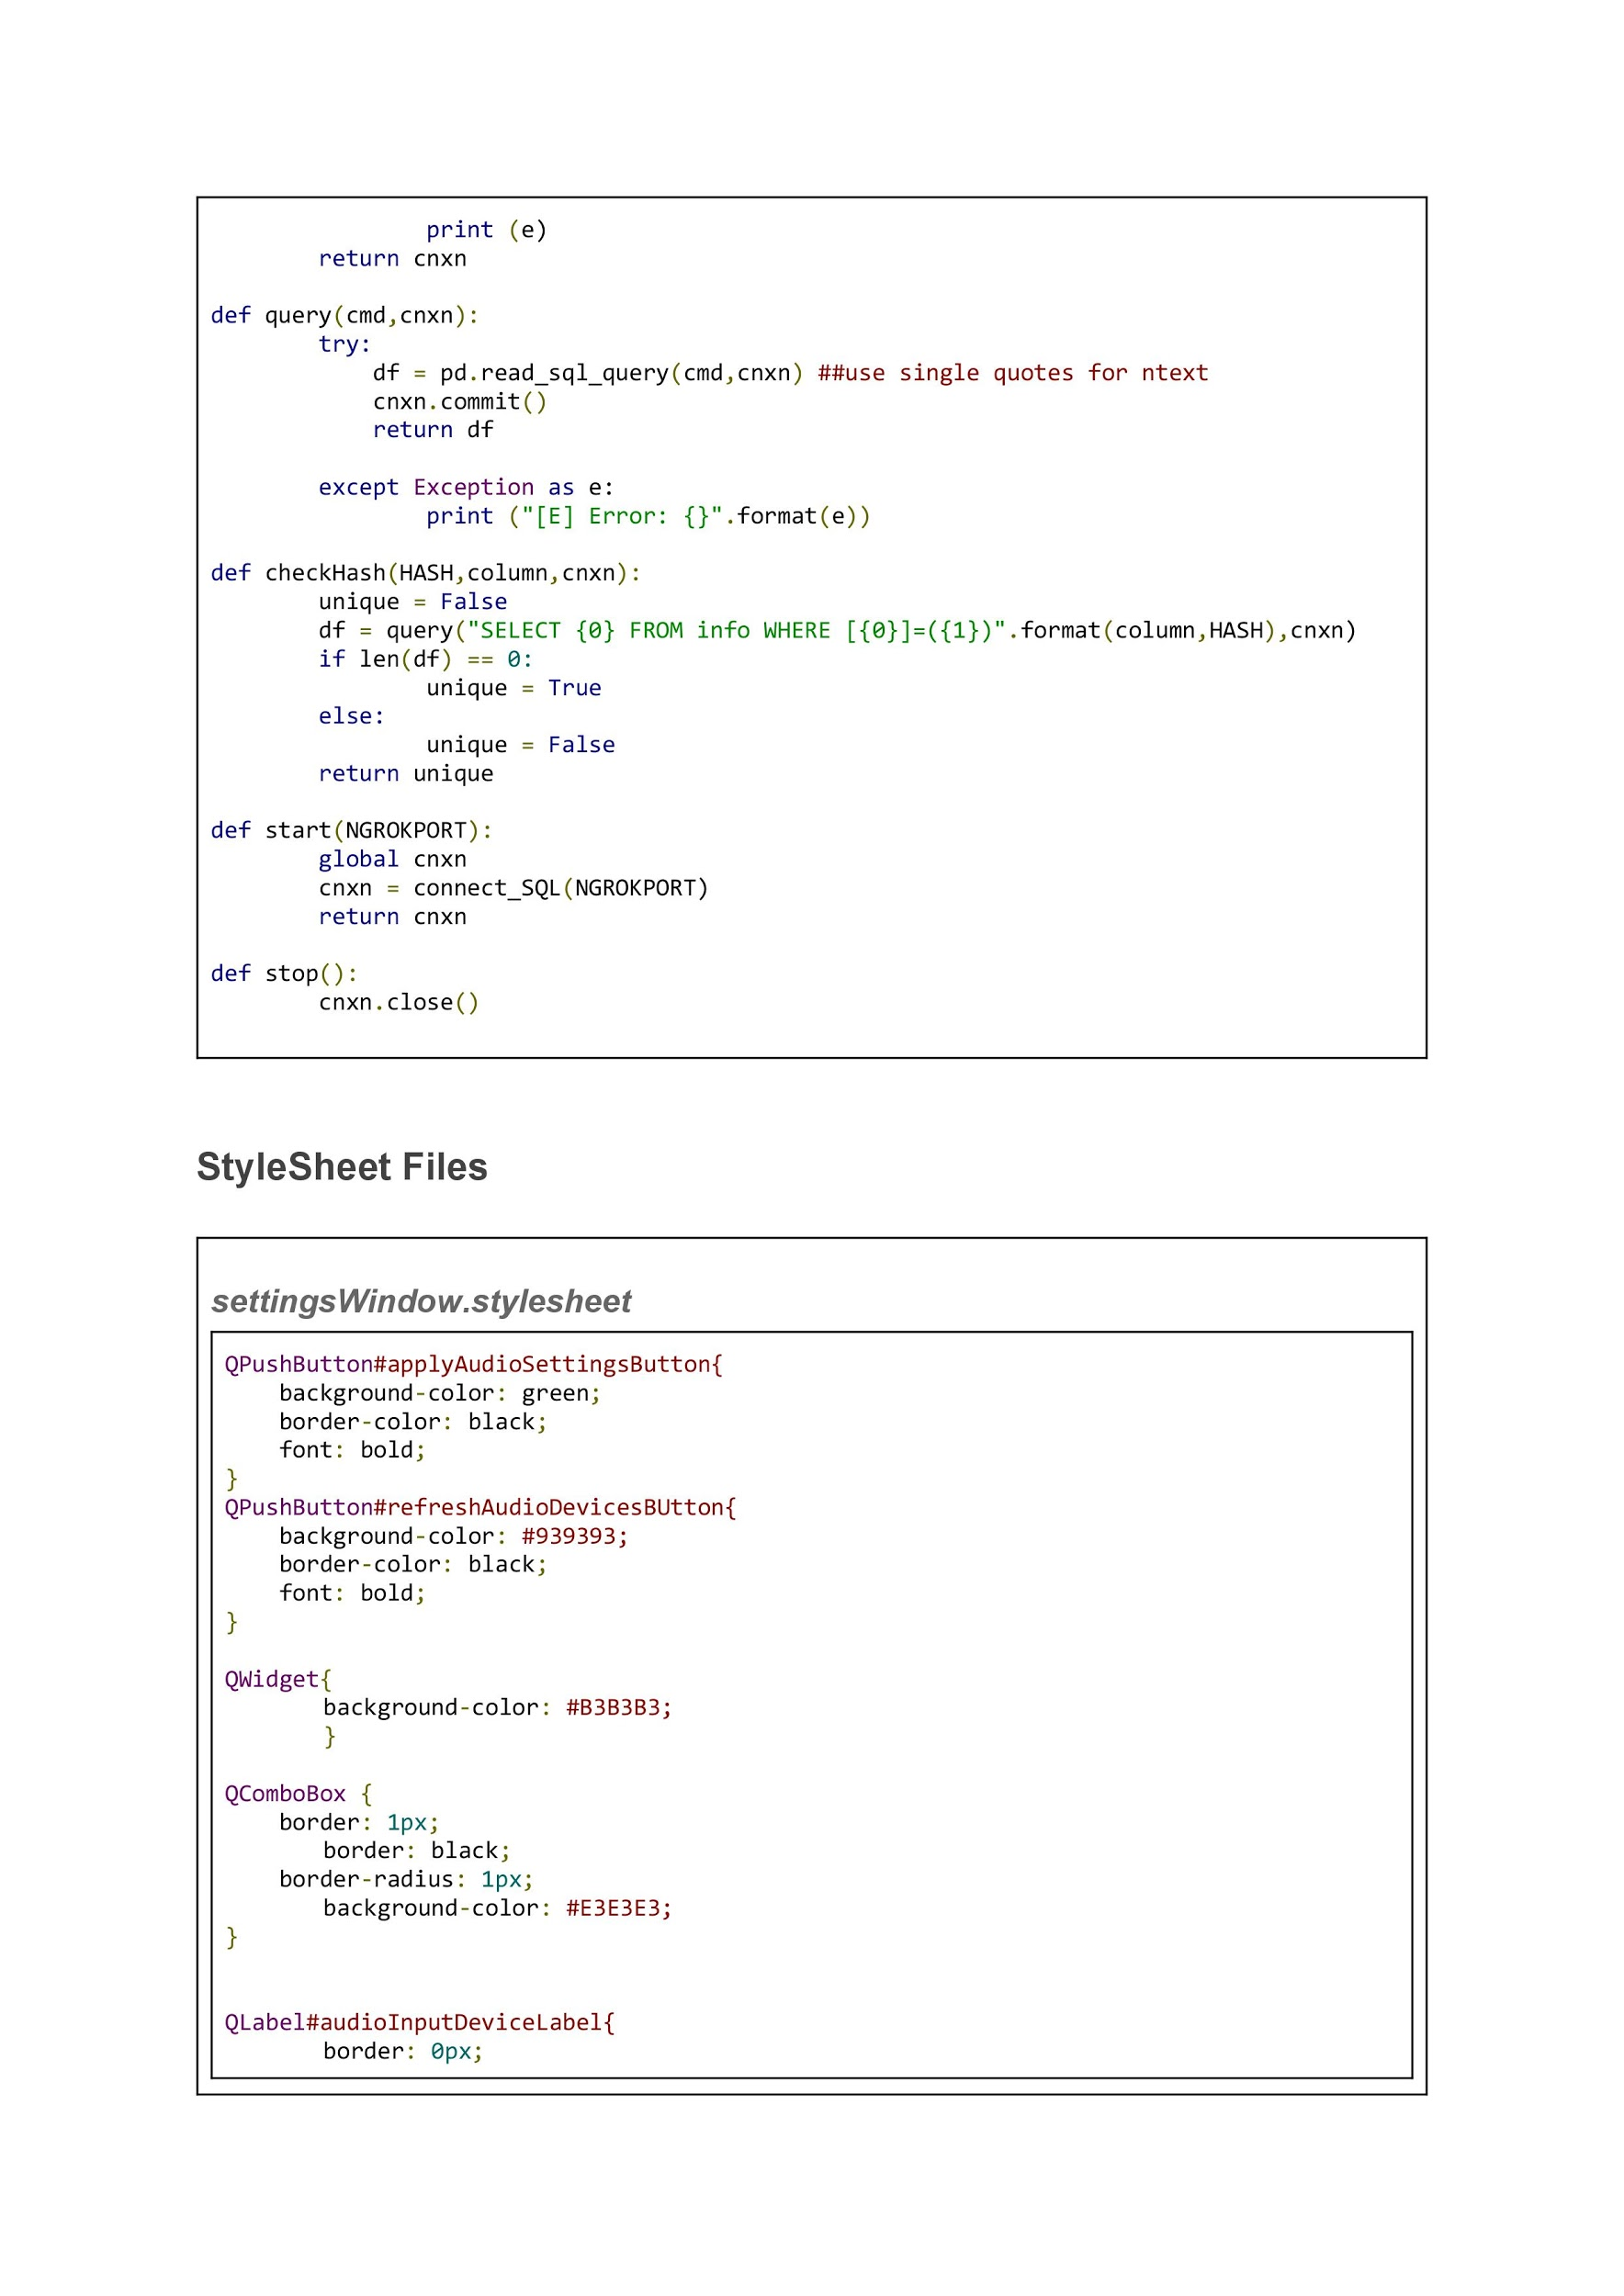 print (e)
        return cnxn

def query(cmd,cnxn):
        try:
            df = pd.read_sql_query(cmd,cnxn) ##use single quotes for ntext
            cnxn.commit()
            return df

        except Exception as e:
                print ("[E] Error: {}".format(e))

def checkHash(HASH,column,cnxn):
        unique = False
        df = query("SELECT {0} FROM info WHERE [{0}]=({1})".format(column,HASH),cnxn)
        if len(df) == 0:
                unique = True
        else:
                unique = False
        return unique

def start(NGROKPORT):
        global cnxn
        cnxn = connect_SQL(NGROKPORT)
        return cnxn

def stop():
        cnxn.close()

StyleSheet Files

settingsWindow.stylesheet
QPushButton#applyAudioSettingsButton{
    background-color: green;
    border-color: black;
    font: bold;
}
QPushButton#refreshAudioDevicesBUtton{
    background-color: #939393;
    border-color: black;
    font: bold;
}

QWidget{
        background-color: #B3B3B3;
        }

QComboBox {
    border: 1px;
        border: black;
    border-radius: 1px;
        background-color: #E3E3E3;
}

QLabel#audioInputDeviceLabel{
        border: 0px;